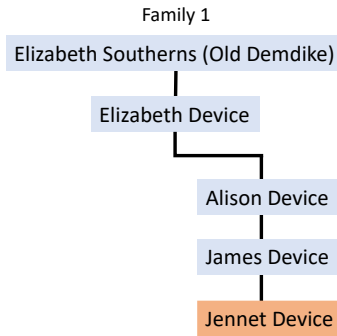 Family 1
Elizabeth Southerns (Old Demdike)
Elizabeth Device
Alison Device
James Device
Jennet Device